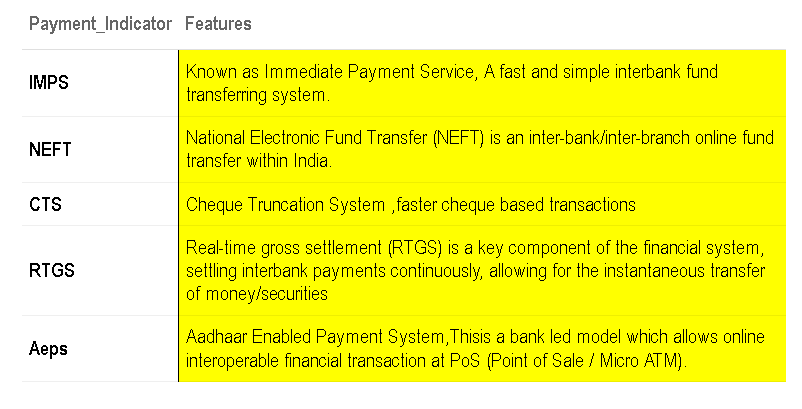 Payment_Indicator Features
IMPS
Known as Immediate Payment Service, A fast and simple interbank fund
transferring system.
NEFT
National Electronic Fund Transfer (NEFT) is an inter-bank/inter-branch online fund
transfer within India.
CTS
Cheque Truncation System ,faster cheque based transactions
RTGS
Real-time gross settlement (RTGS) is a key component of the financial system,
settling interbank payments continuously, allowing for the instantaneous transfer
of money/securities
Aeps
Aadhaar Enabled Payment System,Thisis a bank led model which allows online
interoperable financial transaction at PoS (Point of Sale / Micro ATM).